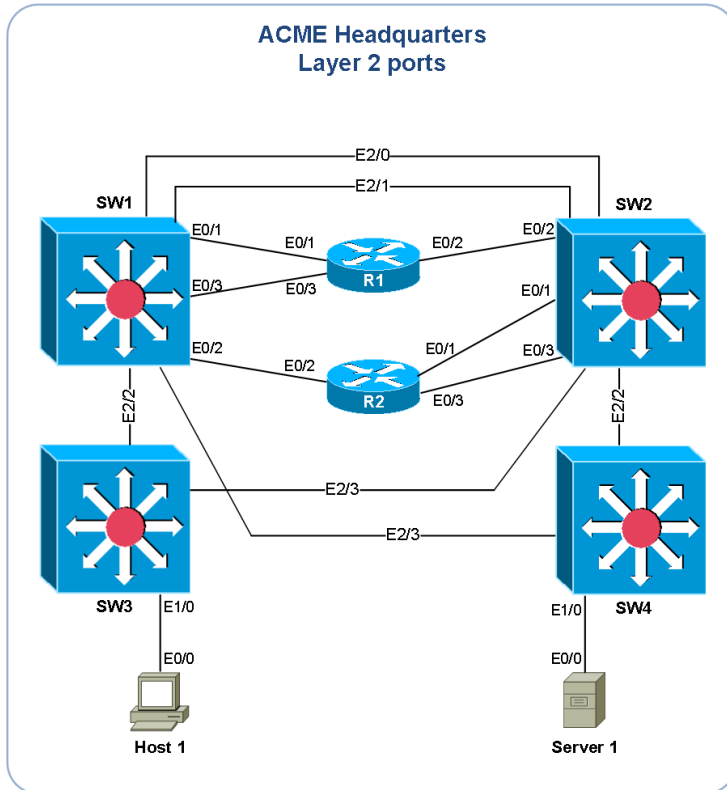 ACME Headquarters
Layer 2 ports
E2/0
E2/1
SW1
SW2
E0/1
E0/1
E0/2
E0/2
E0/3
E0/3
R1
E0/1
E0/2
E0/2
E0/1
E0/3
E0/3
R2
E2/2
E2/2
E2/3
E2/3
SW3
E1/0
E1/0
SW4
E0/0
E0/0
Host 1
Server 1